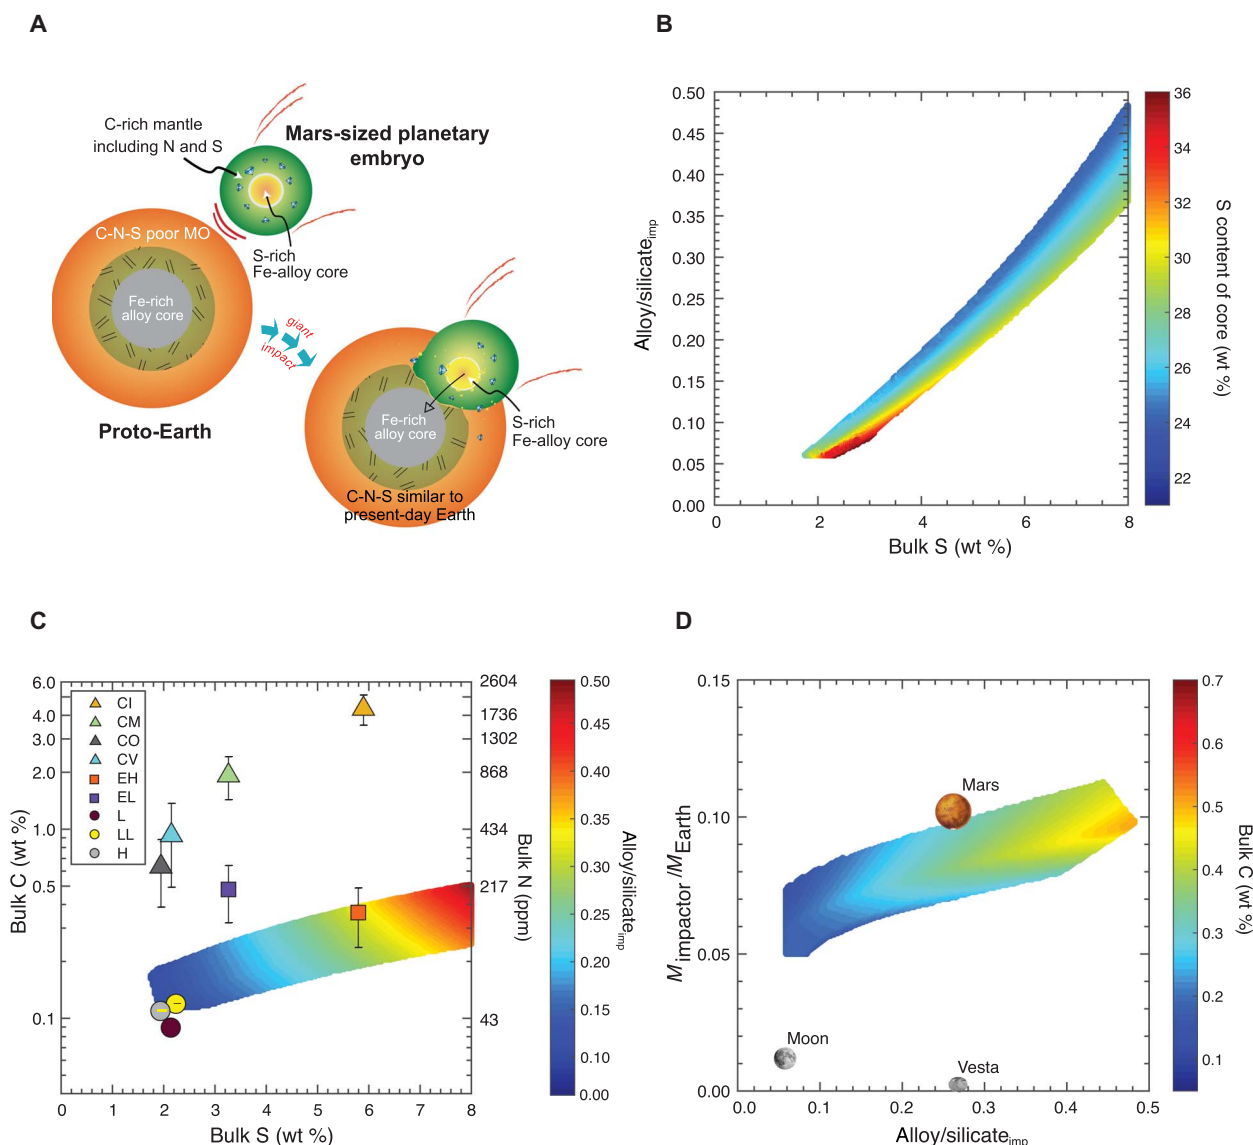 A
C-rich mantle
including N and S
Mars-sized planetary
embryo
C-N-S poor MO
S-rich
Fe-alloy core
Fe-rich
alloy core
giant
impact
Proto-Earth
Fe-rich
alloy core
S-rich
Fe-alloy core
C-N-S similar to
present-day Earth
B
0.50
0.45
0.40
0.35
0.30
0.25
0.20
0.15
0.10
0.05
0.00
Alloy/silicate imp
0 2 4 6 8
Bulk S (wt %)
36
34
32
30
28
26
24
22
S content of core (wt %)
C
6.0
4.0
3.0
2.0
1.0
0.5
0.1
Bulk C (wt %)
CI
CM
CO
CV
EH
EL
L
LL
H
2604
1736
1302
868
434
217
43
Bulk N (ppm)
0 1 2 3 4 5 6 7 8
Bulk S (wt %)
0.50
0.45
0.40
0.35
0.30
0.25
0.20
0.15
0.10
0.05
0.00
Alloy/silicate imp
D
0.15
0.10
0.05
0.00
M impactor /M Earth
Mars
Moon
Vesta
0.0 0.1 0.2 0.3 0.4 0.5
Alloy/silicate imp
0.7
0.6
0.5
0.4
0.3
0.2
0.1
Bulk C (wt %)